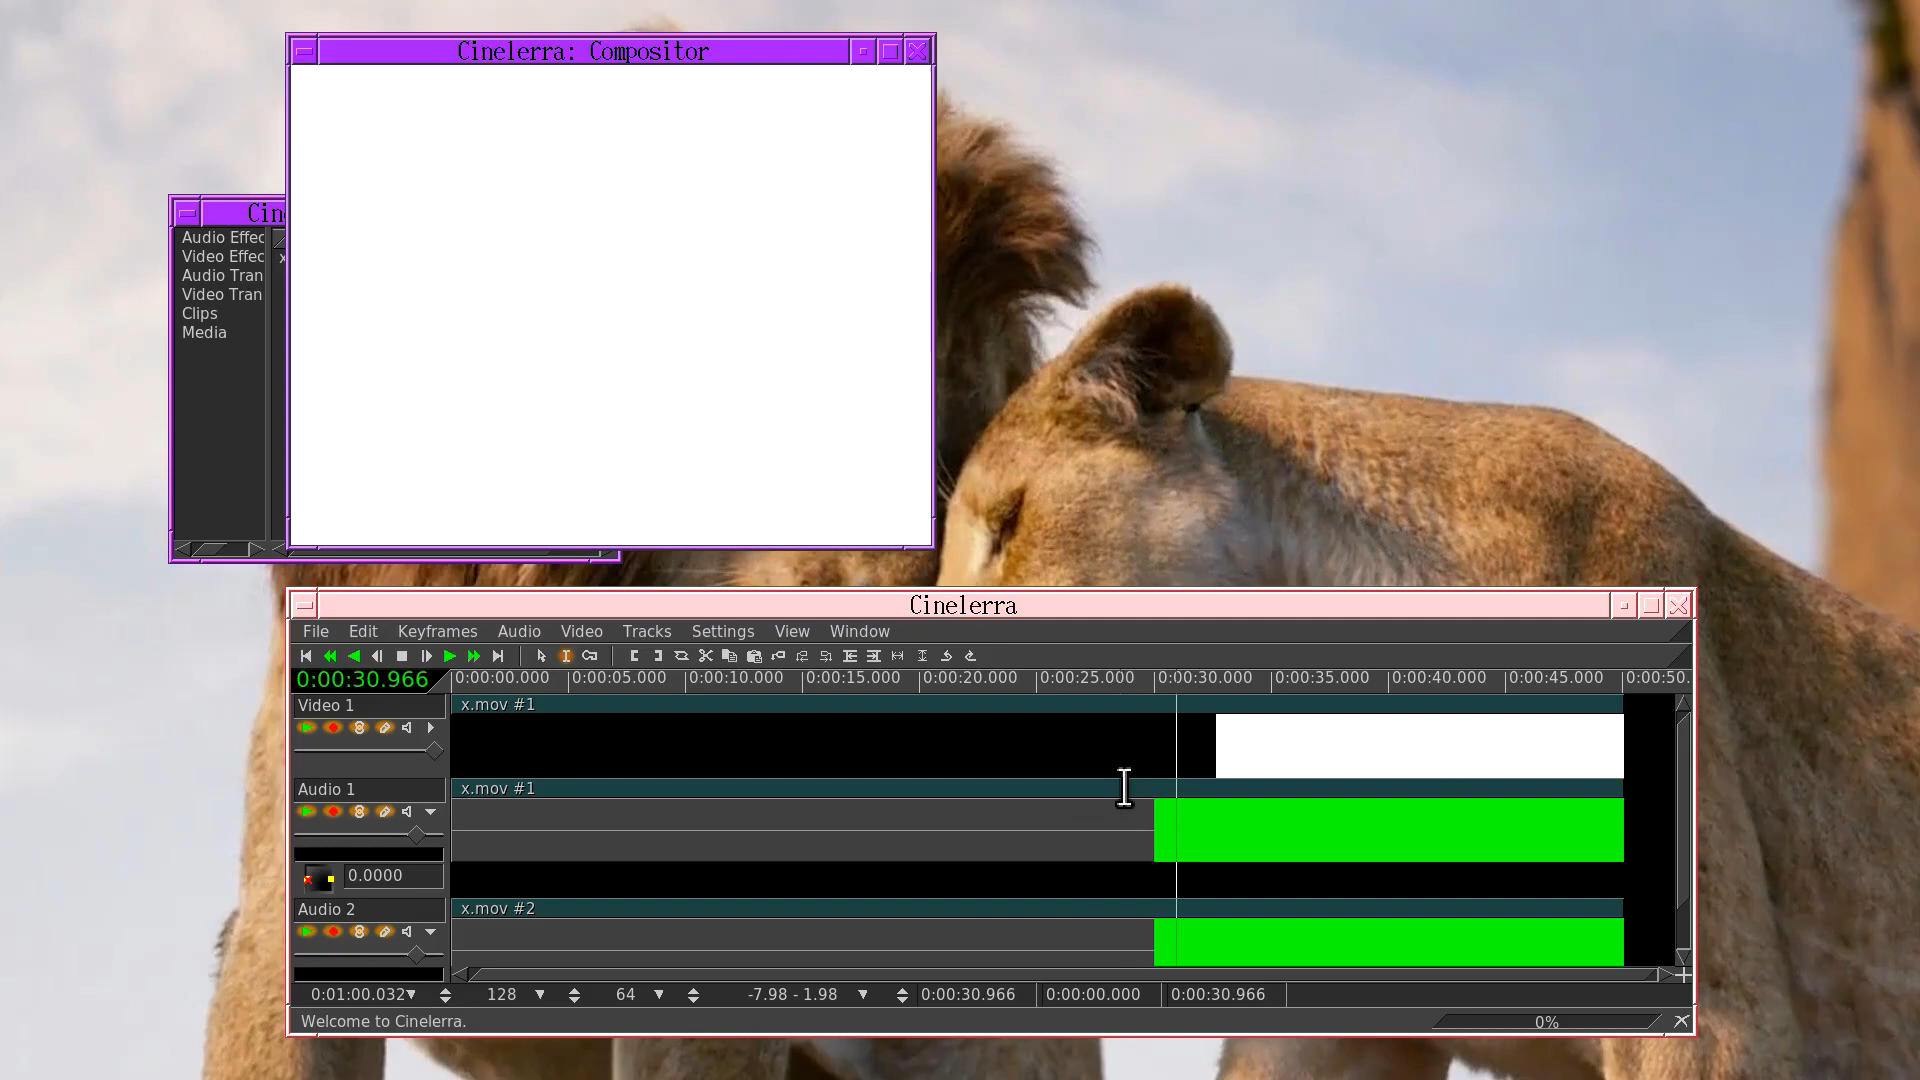 Cinelerra: Compositor
Cin
Audio Effec
Video Effec
Audio Tran
Video Tran
Clips
Media
Cinelerra
File Edit Keyframes Audio Video Tracks Settings View Window
0:00:30.966 0:00:00.000 0:00:05.000 0:00:10.000 0:00:15.000 0:00:20.000 0:00:25.000 0:00:30.000 0:00:35.000 0:00:40.000 0:00:45.000 0:00:50.
Video 1 x.mov #1
Audio 1 x.mov #1
0.0000
Audio 2 x.mov #2
0:01:00.032 128 64 -7.98 - 1.98 0:00:30.966 0:00:00.000 0:00:30.966
Welcome to Cinelerra. 0%